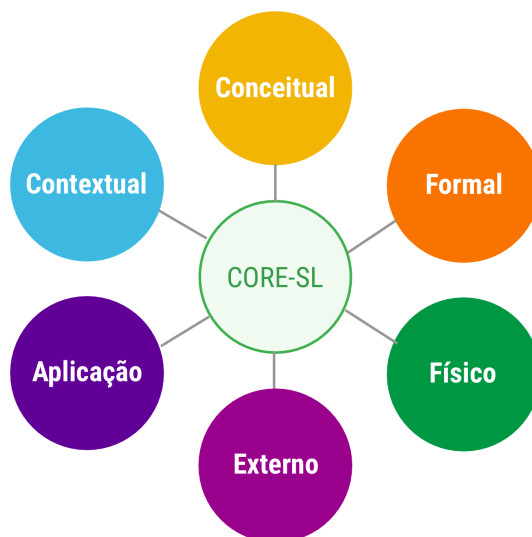 Conceitual
Contextual
Formal
CORE-SL
Aplicação
Físico
Externo